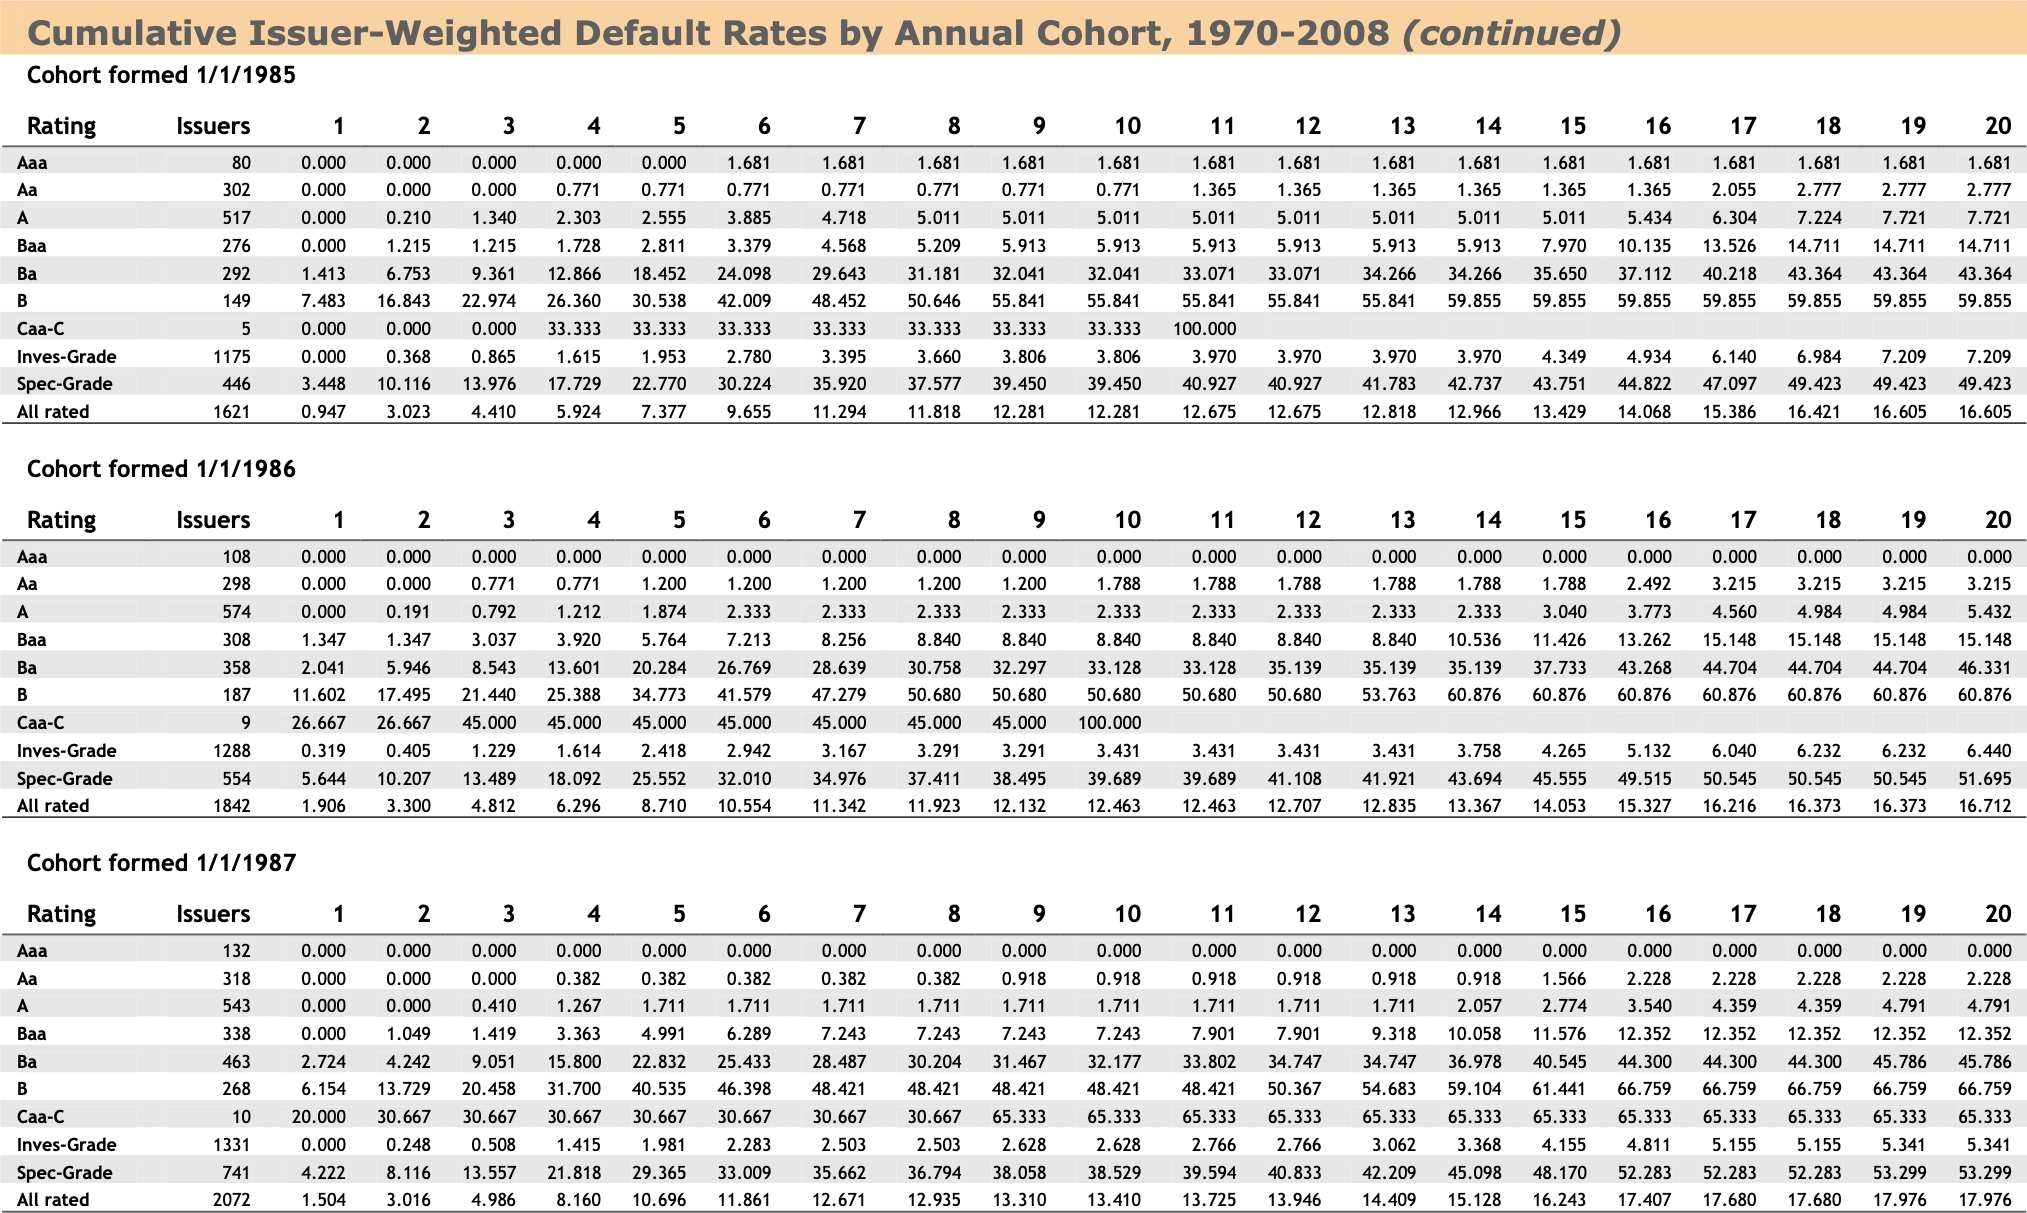 Cumulative Issuer-Weighted Default Rates by Annual Cohort, 1970-2008 (continued)
Cohort formed 1/1/1985
Rating Issuers 1 2 3 4 5 6 7 8 9 10 11 12 13 14 15 16 17 18 19 20
Aaa 80 0.000 0.000 0.000 0.000 0.000 1.681 1.681 1.681 1.681 1.681 1.681 1.681 1.681 1.681 1.681 1.681 1.681 1.681 1.681 1.681
Aa 302 0.000 0.000 0.000 0.771 0.771 0.771 0.771 0.771 0.771 0.771 1.365 1.365 1.365 1.365 1.365 1.365 2.055 2.777 2.777 2.777
A 517 0.000 0.210 1.340 2.303 2.555 3.885 4.718 5.011 5.011 5.011 5.011 5.011 5.011 5.011 5.011 5.434 6.304 7.224 7.721 7.721
Baa 276 0.000 1.215 1.215 1.728 2.811 3.379 4.568 5.209 5.913 5.913 5.913 5.913 5.913 5.913 7.970 10.135 13.526 14.711 14.711 14.711
Ba 292 1.413 6.753 9.361 12.866 18.452 24.098 29.643 31.181 32.041 32.041 33.071 33.071 34.266 34.266 35.650 37.112 40.218 43.364 43.364 43.364
B 149 7.483 16.843 22.974 26.360 30.538 42.009 48.452 50.646 55.841 55.841 55.841 55.841 55.841 59.855 59.855 59.855 59.855 59.855 59.855 59.855
Caa-C 5 0.000 0.000 0.000 33.333 33.333 33.333 33.333 33.333 33.333 33.333 100.000
Inves-Grade 1175 0.000 0.368 0.865 1.615 1.953 2.780 3.395 3.660 3.806 3.806 3.970 3.970 3.970 3.970 4.349 4.934 6.140 6.984 7.209 7.209
Spec-Grade 446 3.448 10.116 13.976 17.729 22.770 30.224 35.920 37.577 39.450 39.450 40.927 40.927 41.783 42.737 43.751 44.822 47.097 49.423 49.423 49.423
All rated 1621 0.947 3.023 4.410 5.924 7.377 9.655 11.294 11.818 12.281 12.281 12.675 12.675 12.818 12.966 13.429 14.068 15.386 16.421 16.605 16.605
Cohort formed 1/1/1986
Rating Issuers 1 2 3 4 5 6 7 8 9 10 11 12 13 14 15 16 17 18 19 20
Aaa 108 0.000 0.000 0.000 0.000 0.000 0.000 0.000 0.000 0.000 0.000 0.000 0.000 0.000 0.000 0.000 0.000 0.000 0.000 0.000 0.000
Aa 298 0.000 0.000 0.771 0.771 1.200 1.200 1.200 1.200 1.200 1.788 1.788 1.788 1.788 1.788 1.788 2.492 3.215 3.215 3.215 3.215
A 574 0.000 0.191 0.792 1.212 1.874 2.333 2.333 2.333 2.333 2.333 2.333 2.333 2.333 2.333 3.040 3.773 4.560 4.984 4.984 5.432
Baa 308 1.347 1.347 3.037 3.920 5.764 7.213 8.256 8.840 8.840 8.840 8.840 8.840 8.840 10.536 11.426 13.262 15.148 15.148 15.148 15.148
Ba 358 2.041 5.946 8.543 13.601 20.284 26.769 28.639 30.758 32.297 33.128 33.128 35.139 35.139 35.139 37.733 43.268 44.704 44.704 44.704 46.331
B 187 11.602 17.495 21.440 25.388 34.773 41.579 47.279 50.680 50.680 50.680 50.680 50.680 53.763 60.876 60.876 60.876 60.876 60.876 60.876 60.876
Caa-C 9 26.667 26.667 45.000 45.000 45.000 45.000 45.000 45.000 45.000 100.000
Inves-Grade 1288 0.319 0.405 1.229 1.614 2.418 2.942 3.167 3.291 3.291 3.431 3.431 3.431 3.431 3.758 4.265 5.132 6.040 6.232 6.232 6.440
Spec-Grade 554 5.644 10.207 13.489 18.092 25.552 32.010 34.976 37.411 38.495 39.689 39.689 41.108 41.921 43.694 45.555 49.515 50.545 50.545 50.545 51.695
All rated 1842 1.906 3.300 4.812 6.296 8.710 10.554 11.342 11.923 12.132 12.463 12.463 12.707 12.835 13.367 14.053 15.327 16.216 16.373 16.373 16.712
Cohort formed 1/1/1987
Rating Issuers 1 2 3 4 5 6 7 8 9 10 11 12 13 14 15 16 17 18 19 20
Aaa 132 0.000 0.000 0.000 0.000 0.000 0.000 0.000 0.000 0.000 0.000 0.000 0.000 0.000 0.000 0.000 0.000 0.000 0.000 0.000 0.000
Aa 318 0.000 0.000 0.000 0.382 0.382 0.382 0.382 0.382 0.918 0.918 0.918 0.918 0.918 0.918 1.566 2.228 2.228 2.228 2.228 2.228
A 543 0.000 0.000 0.410 1.267 1.711 1.711 1.711 1.711 1.711 1.711 1.711 1.711 1.711 2.057 2.774 3.540 4.359 4.359 4.791 4.791
Baa 338 0.000 1.049 1.419 3.363 4.991 6.289 7.243 7.243 7.243 7.243 7.901 7.901 9.318 10.058 11.576 12.352 12.352 12.352 12.352 12.352
Ba 463 2.724 4.242 9.051 15.800 22.832 25.433 28.487 30.204 31.467 32.177 33.802 34.747 34.747 36.978 40.545 44.300 44.300 44.300 45.786 45.786
B 268 6.154 13.729 20.458 31.700 40.535 46.398 48.421 48.421 48.421 48.421 48.421 50.367 54.683 59.104 61.441 66.759 66.759 66.759 66.759 66.759
Caa-C 10 20.000 30.667 30.667 30.667 30.667 30.667 30.667 30.667 65.333 65.333 65.333 65.333 65.333 65.333 65.333 65.333 65.333 65.333 65.333 65.333
Inves-Grade 1331 0.000 0.248 0.508 1.415 1.981 2.283 2.503 2.503 2.628 2.628 2.766 2.766 3.062 3.368 4.155 4.811 5.155 5.155 5.341 5.341
Spec-Grade 741 4.222 8.116 13.557 21.818 29.365 33.009 35.662 36.794 38.058 38.529 39.594 40.833 42.209 45.098 48.170 52.283 52.283 52.283 53.299 53.299
All rated 2072 1.504 3.016 4.986 8.160 10.696 11.861 12.671 12.935 13.310 13.410 13.725 13.946 14.409 15.128 16.243 17.407 17.680 17.680 17.976 17.976